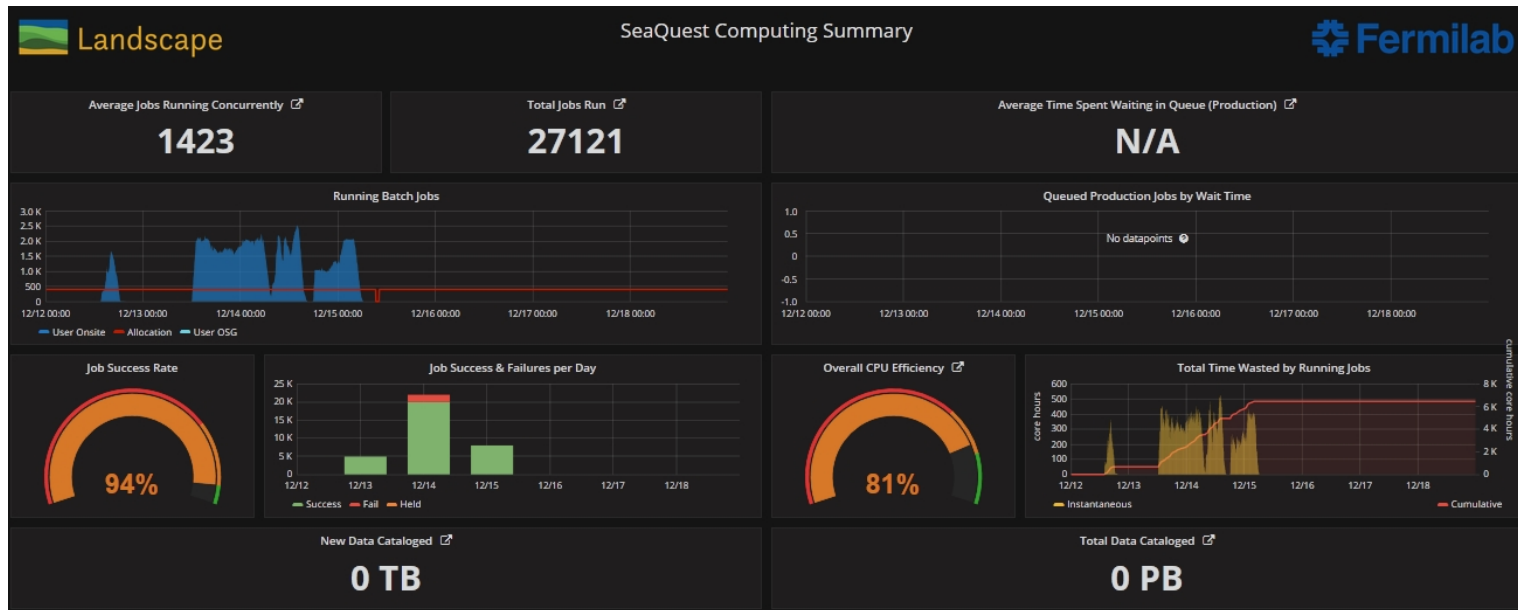 Landscape
SeaQuest Computing Summary
Fermilab
Average Jobs Running Concurrently
1423
Total Jobs Run
27121
Average Time Spent Waiting in Queue (Production)
N/A
Running Batch Jobs
3.0 K
2.5 K
2.0 K
1.5 K
1.0 K
500
0
12/12 00:00 12/13 00:00 12/14 00:00 12/15 00:00 12/16 00:00 12/17 00:00 12/18 00:00
User Onsite Allocation User OSG
Queued Production Jobs by Wait Time
1.0
0.5
0
-0.5
-1.0
No datapoints
12/12 00:00 12/13 00:00 12/14 00:00 12/15 00:00 12/16 00:00 12/17 00:00 12/18 00:00
Job Success Rate
94%
Job Success & Failures per Day
25 K
20 K
15 K
10 K
5 K
0
12/12 12/13 12/14 12/15 12/16 12/17 12/18
Success Fail Held
Overall CPU Efficiency
81%
Total Time Wasted by Running Jobs
core hours
600
500
400
300
200
100
0
8 K
6 K
4 K
2 K
0
cumulative core hours
12/12 12/13 12/14 12/15 12/16 12/17 12/18
Instantaneous Cumulative
New Data Cataloged
0 TB
Total Data Cataloged
0 PB